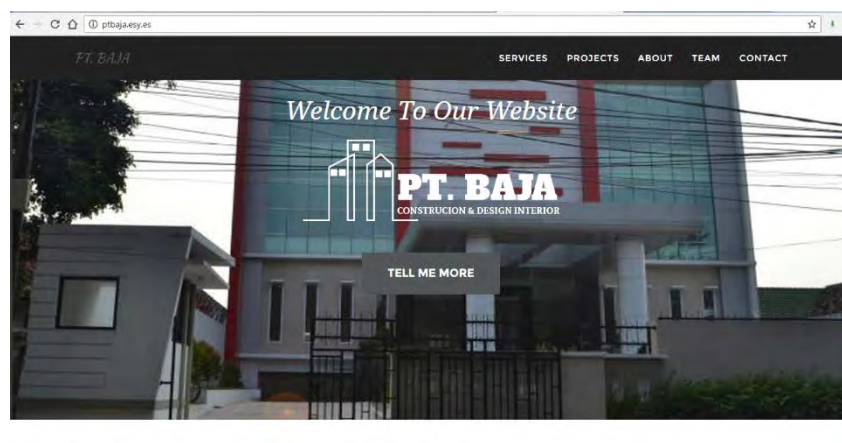 ptbaja.esy.es
PT. BAJA
SERVICES PROJECTS ABOUT TEAM CONTACT
Welcome To Our Website
PT. BAJA
CONSTRUCION & DESIGN INTERIOR
TELL ME MORE